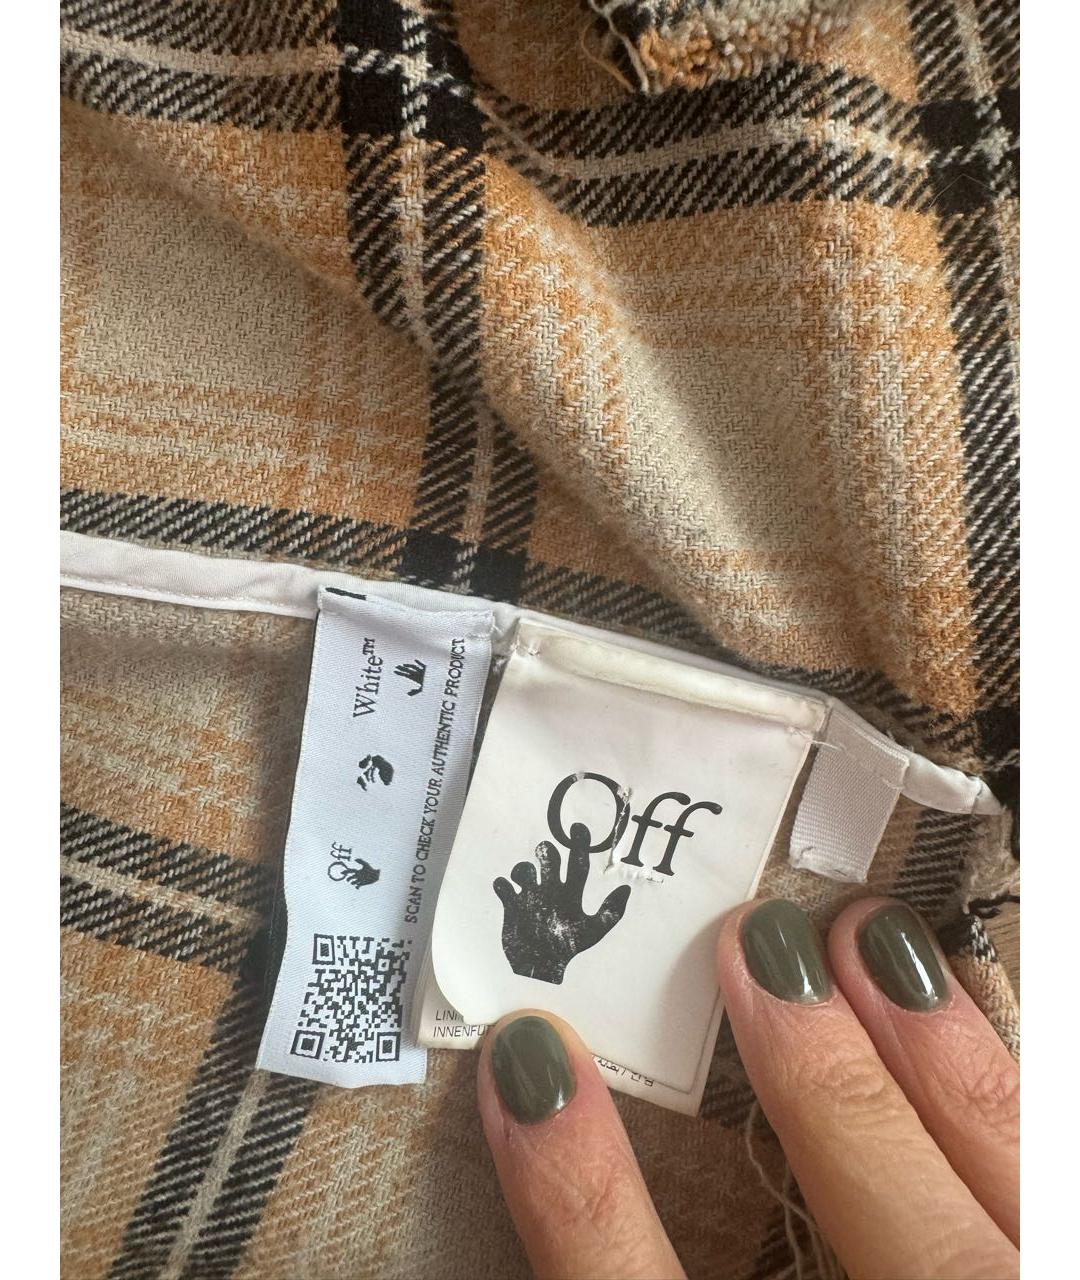 Off White™
SCAN TO CHECK YOUR AUTHENTIC PRODUCT
Off